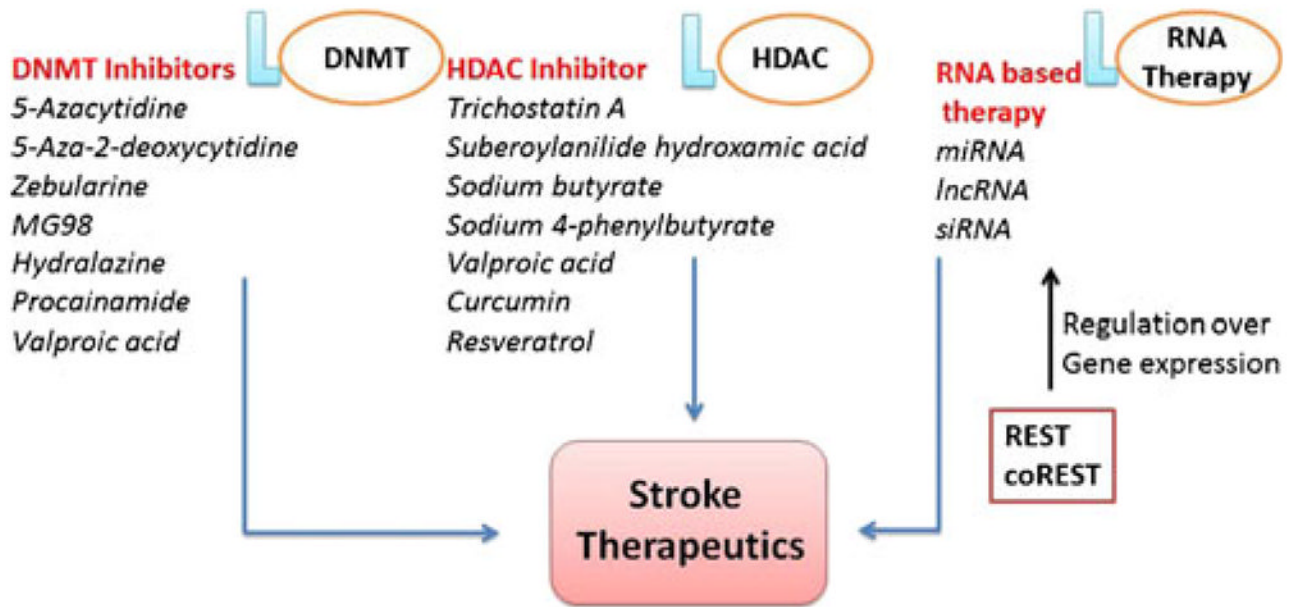 DNMT
DNMT Inhibitors
5-Azacytidine
5-Aza-2-deoxycytidine
Zebularine
MG98
Hydralazine
Procainamide
Valproic acid
HDAC
HDAC Inhibitor
Trichostatin A
Suberoylanilide hydroxamic acid
Sodium butyrate
Sodium 4-phenylbutyrate
Valproic acid
Curcumin
Resveratrol
RNA
Therapy
RNA based
therapy
miRNA
lncRNA
siRNA
Regulation over
Gene expression
REST
coREST
Stroke
Therapeutics